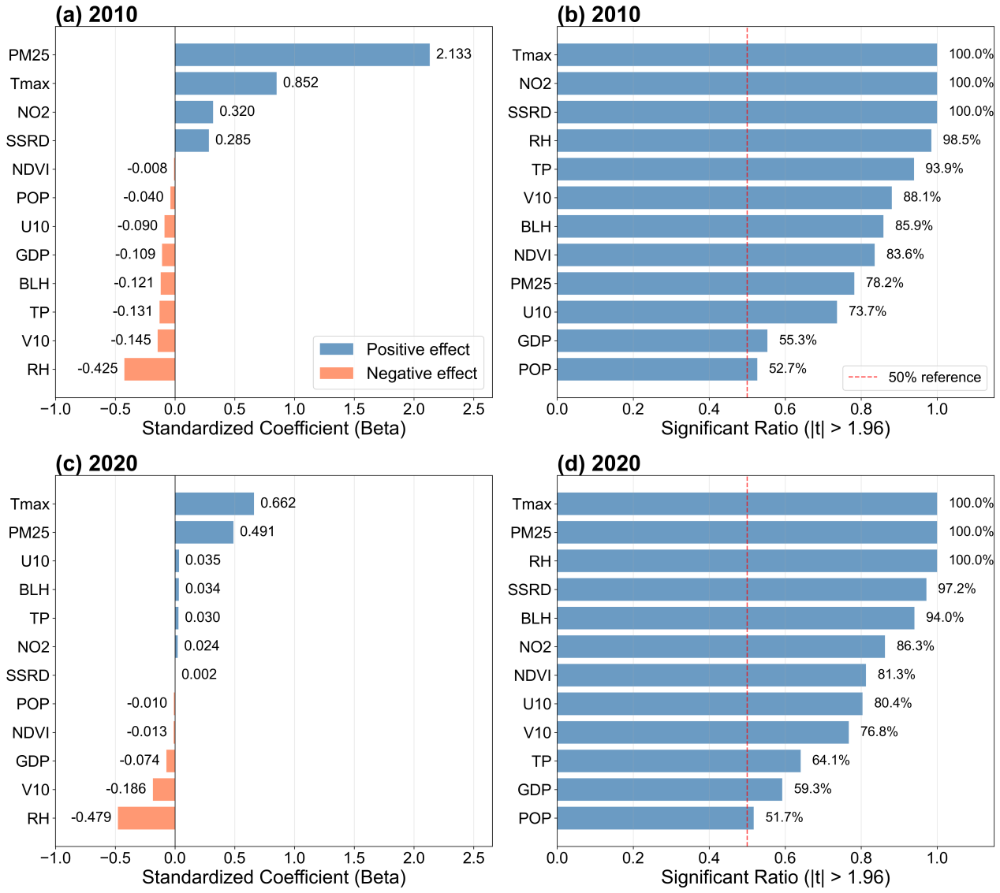 (a) 2010
PM25 2.133
Tmax 0.852
NO2 0.320
SSRD 0.285
NDVI -0.008
POP -0.040
U10 -0.090
GDP -0.109
BLH -0.121
TP -0.131
V10 -0.145
RH -0.425
Positive effect
Negative effect
−1.0 −0.5 0.0 0.5 1.0 1.5 2.0 2.5
Standardized Coefficient (Beta)
(b) 2010
Tmax 100.0%
NO2 100.0%
SSRD 100.0%
RH 98.5%
TP 93.9%
V10 88.1%
BLH 85.9%
NDVI 83.6%
PM25 78.2%
U10 73.7%
GDP 55.3%
POP 52.7%
50% reference
0.0 0.2 0.4 0.6 0.8 1.0
Significant Ratio (|t| > 1.96)
(c) 2020
Tmax 0.662
PM25 0.491
U10 0.035
BLH 0.034
TP 0.030
NO2 0.024
SSRD 0.002
POP -0.010
NDVI -0.013
GDP -0.074
V10 -0.186
RH -0.479
−1.0 −0.5 0.0 0.5 1.0 1.5 2.0 2.5
Standardized Coefficient (Beta)
(d) 2020
Tmax 100.0%
PM25 100.0%
RH 100.0%
SSRD 97.2%
BLH 94.0%
NO2 86.3%
NDVI 81.3%
U10 80.4%
V10 76.8%
TP 64.1%
GDP 59.3%
POP 51.7%
0.0 0.2 0.4 0.6 0.8 1.0
Significant Ratio (|t| > 1.96)